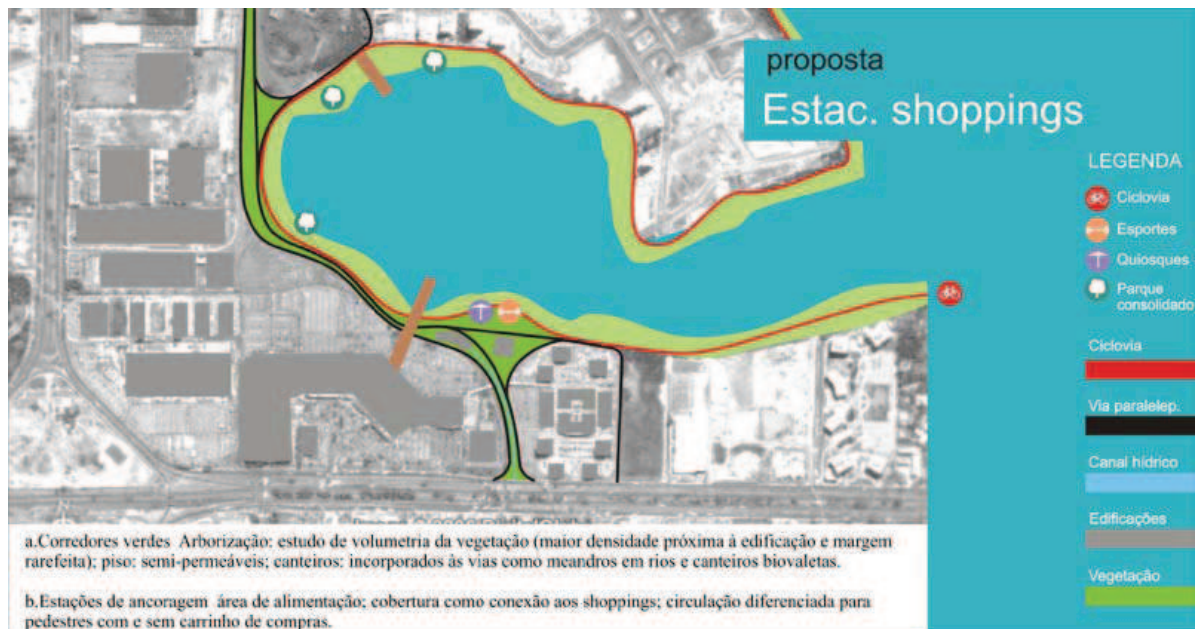 proposta
Estac. shoppings
LEGENDA
Ciclovia
Esportes
Quiosques
Parque
consolidado
Ciclovia
Via paralelep.
Canal hídrico
Edificações
Vegetação
a.Corredores verdes Arborização: estudo de volumetria da vegetação (maior densidade próxima à edificação e margem
rarefeita); piso: semi-permeáveis; canteiros: incorporados às vias como meandros em rios e canteiros biovaletas.
b.Estações de ancoragem área de alimentação; cobertura como conexão aos shoppings; circulação diferenciada para
pedestres com e sem carrinho de compras.